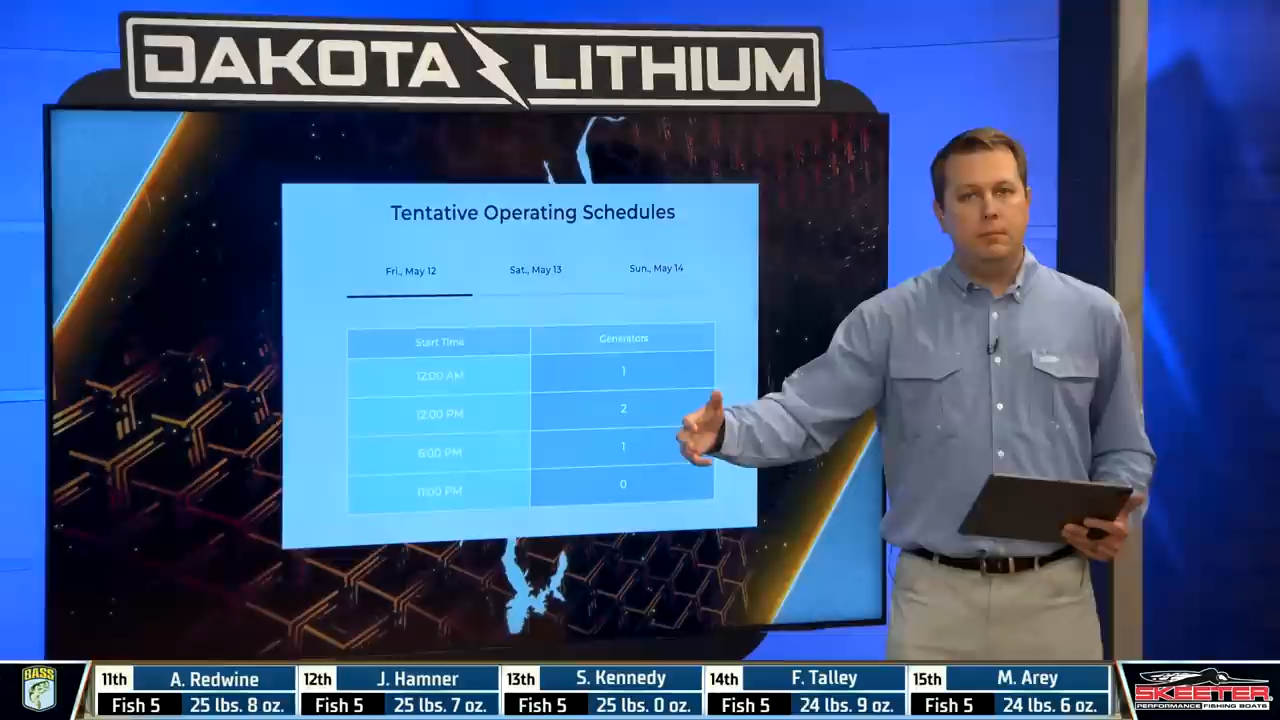 DAKOTA LITHIUM
Tentative Operating Schedules
Fri., May 12 Sat., May 13 Sun., May 14
Start Time Generators
12:00 AM 1
12:00 PM 2
6:00 PM 1
11:00 PM 0
BASS
11th A. Redwine
Fish 5 25 lbs. 8 oz.
12th J. Hamner
Fish 5 25 lbs. 7 oz.
13th S. Kennedy
Fish 5 25 lbs. 0 oz.
14th F. Talley
Fish 5 24 lbs. 9 oz.
15th M. Arey
Fish 5 24 lbs. 6 oz.
SKEETER
PERFORMANCE FISHING BOATS